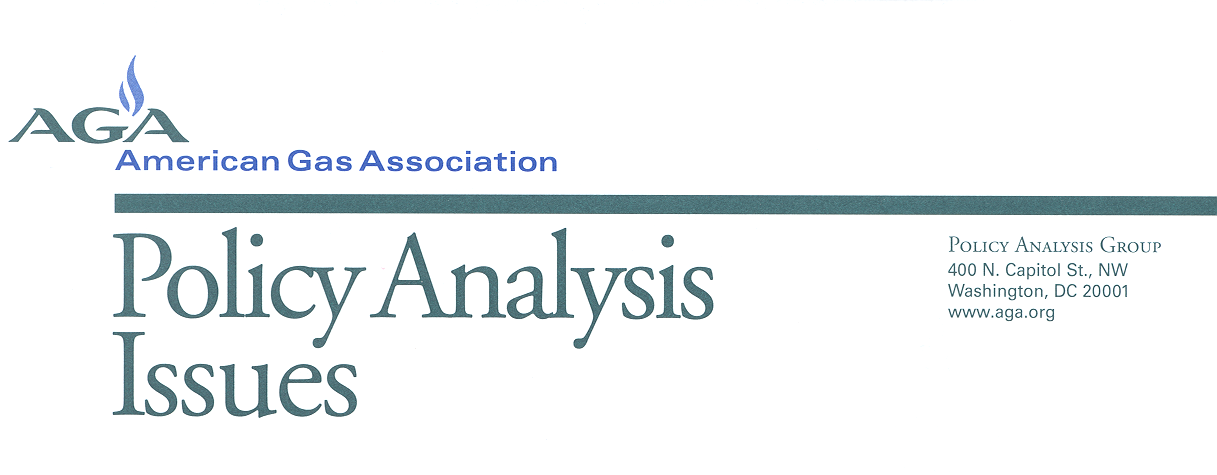 AGA
American Gas Association
Policy Analysis
Issues
POLICY ANALYSIS GROUP
400 N. Capitol St., NW
Washington, DC 20001
www.aga.org